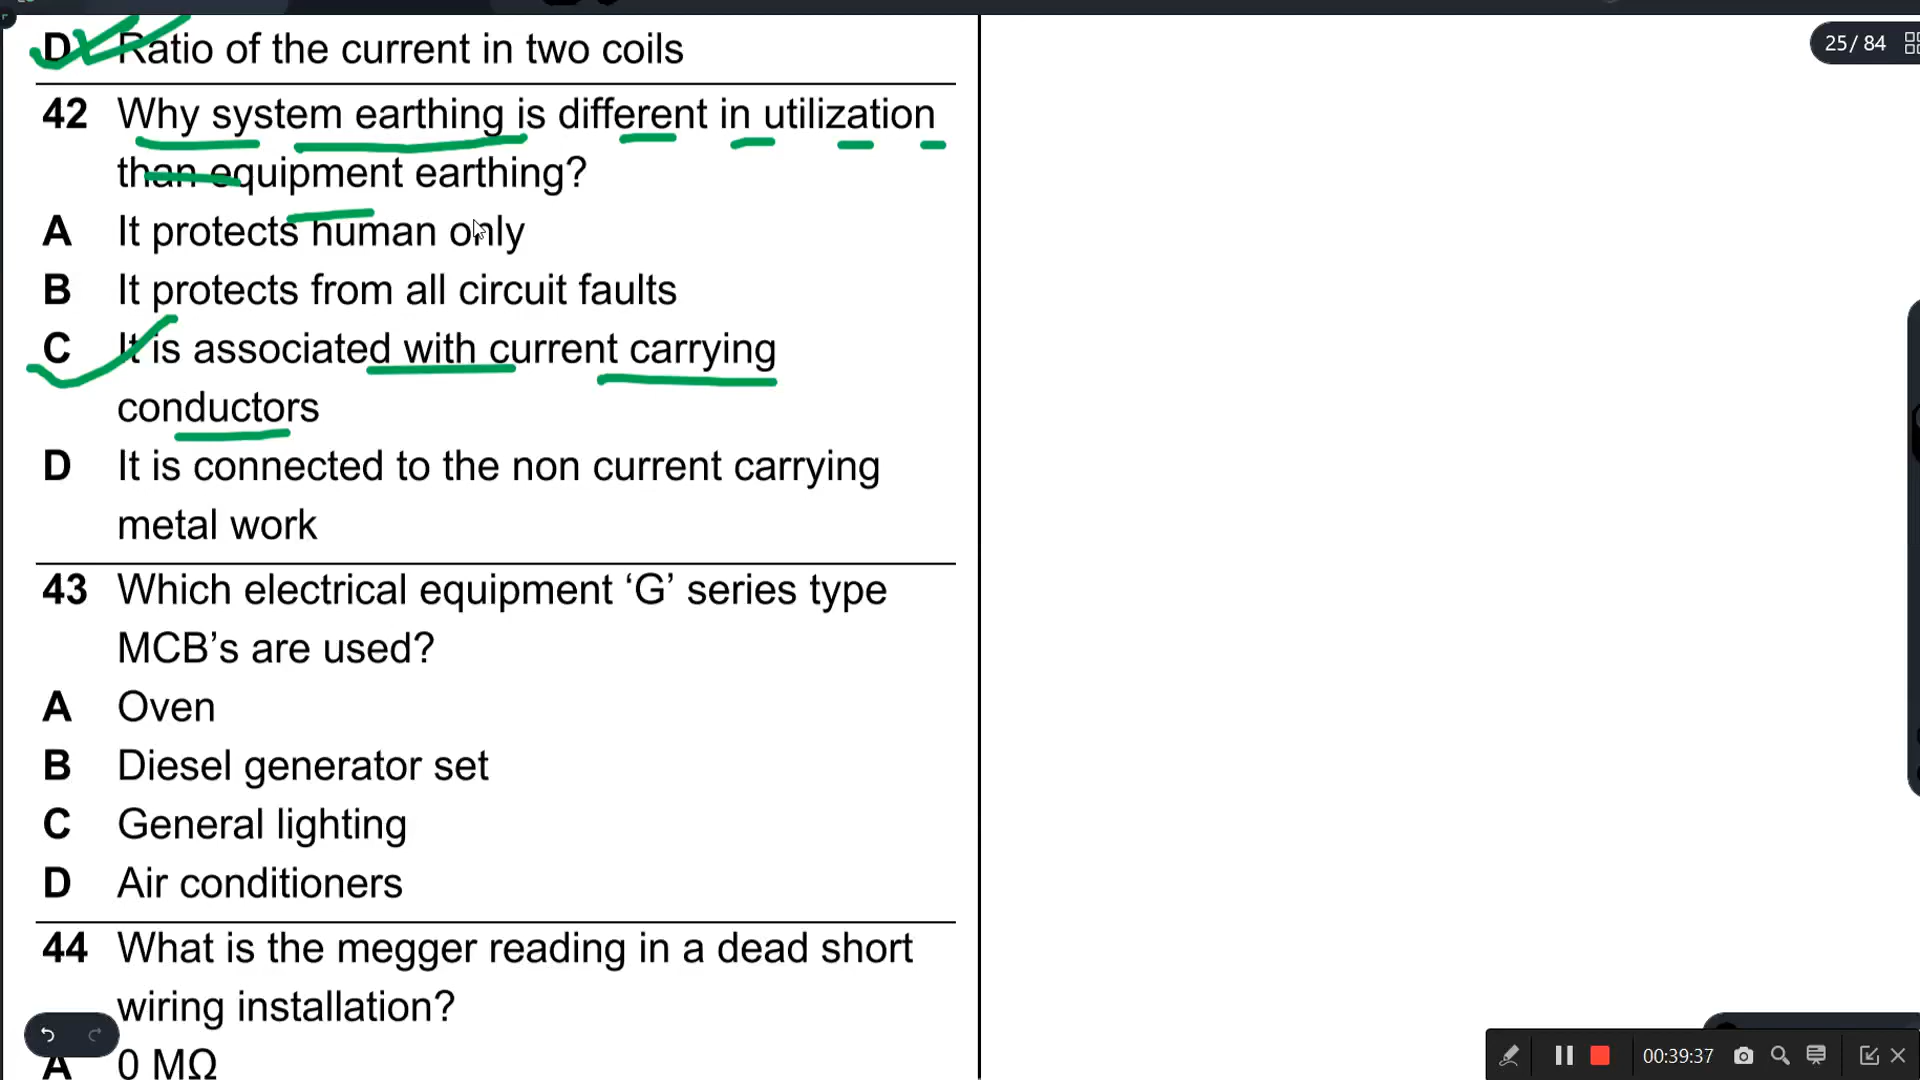 25/ 84
D Ratio of the current in two coils
42 Why system earthing is different in utilization
than equipment earthing?
A It protects human only
B It protects from all circuit faults
C It is associated with current carrying
conductors
D It is connected to the non current carrying
metal work
43 Which electrical equipment ‘G’ series type
MCB’s are used?
A Oven
B Diesel generator set
C General lighting
D Air conditioners
44 What is the megger reading in a dead short
wiring installation?
A 0 MΩ
00:39:37